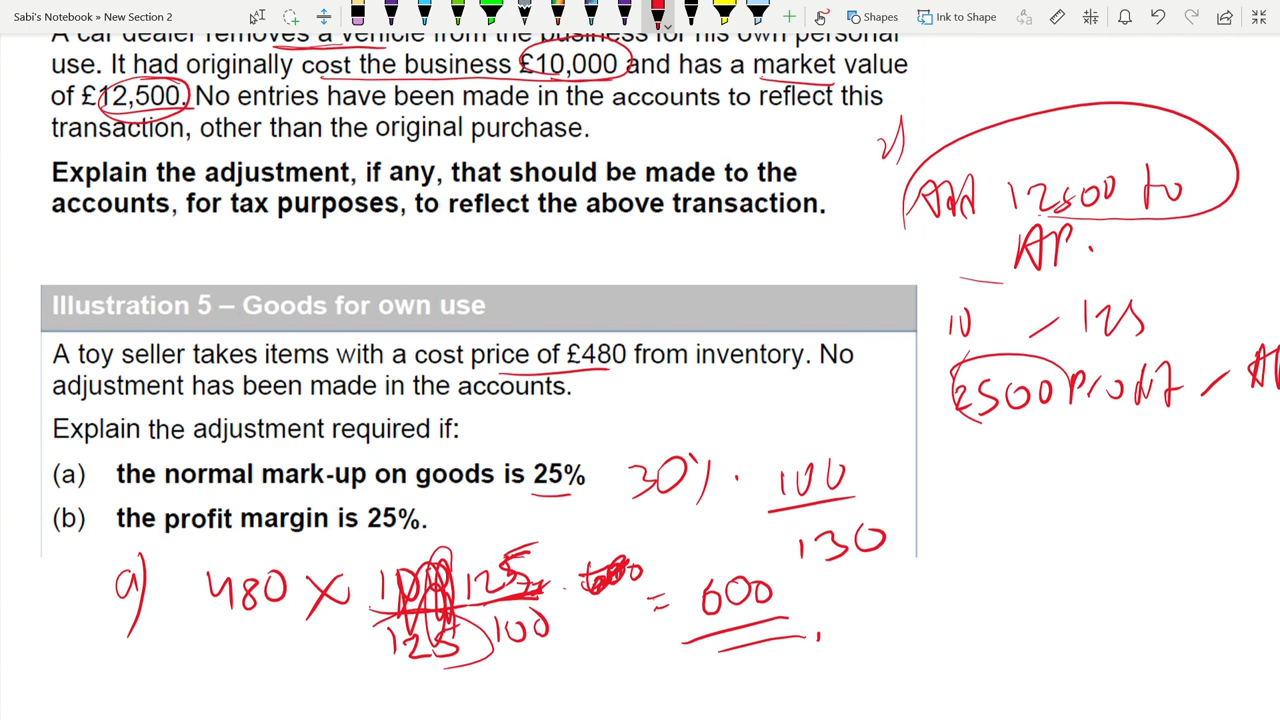 Sabi's Notebook » New Section 2
Shapes
Ink to Shape
A car dealer removes a vehicle from the business for his own personal
use. It had originally cost the business £10,000 and has a market value
of £12,500. No entries have been made in the accounts to reflect this
transaction, other than the original purchase.
Explain the adjustment, if any, that should be made to the
accounts, for tax purposes, to reflect the above transaction.
2)
Add 12500 to
AP.
10 - 125
2500 Profit - A
Illustration 5 – Goods for own use
A toy seller takes items with a cost price of £480 from inventory. No
adjustment has been made in the accounts.
Explain the adjustment required if:
(a) the normal mark-up on goods is 25%
(b) the profit margin is 25%.
30% . 100
130
a) 480 × 125 = 600
125 100